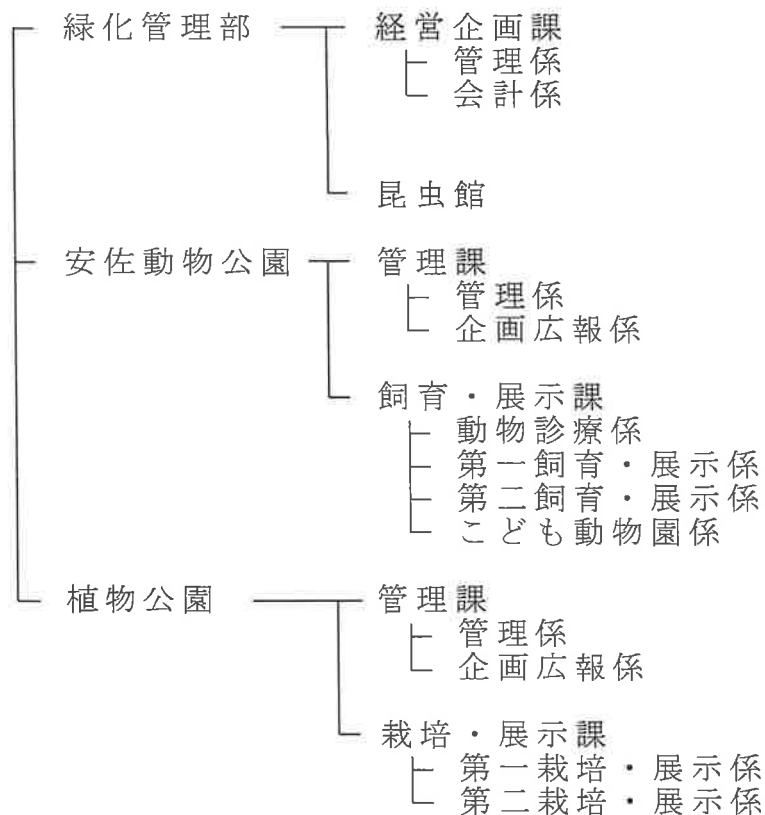 緑化管理部 経営企画課
管理係
会計係
昆虫館
安佐動物公園 管理課
管理係
企画広報係
飼育・展示課
動物診療係
第一飼育・展示係
第二飼育・展示係
こども動物園係
植物公園 管理課
管理係
企画広報係
栽培・展示課
第一栽培・展示係
第二栽培・展示係